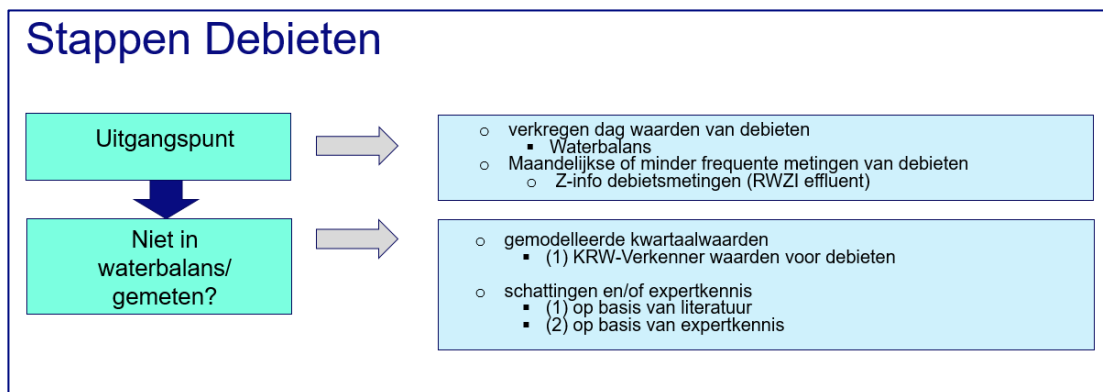 Stappen Debieten
Uitgangspunt
o verkregen dag waarden van debieten
▪ Waterbalans
o Maandelijkse of minder frequente metingen van debieten
o Z-info debietsmetingen (RWZI effluent)
Niet in
waterbalans/
gemeten?
o gemodelleerde kwartaalwaarden
▪ (1) KRW-Verkenner waarden voor debieten
o schattingen en/of expertkennis
▪ (1) op basis van literatuur
▪ (2) op basis van expertkennis